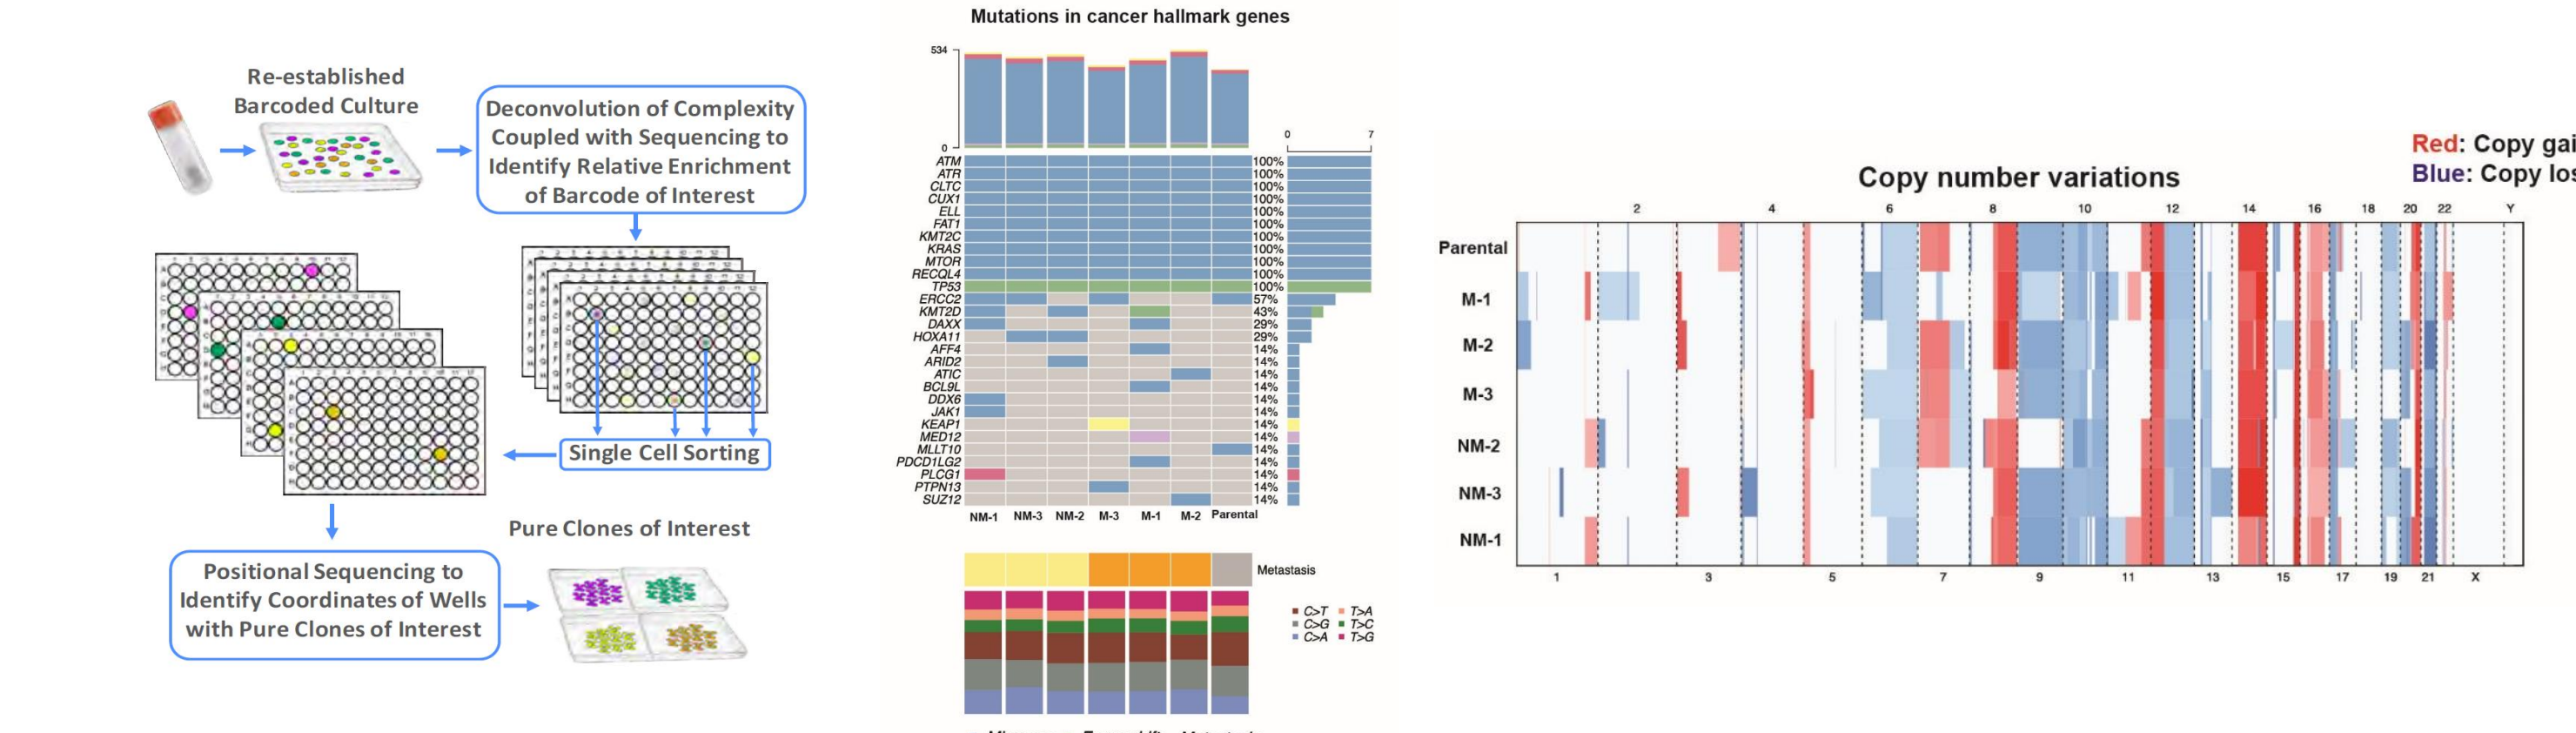 Re-established
Barcoded Culture
Deconvolution of Complexity
Coupled with Sequencing to
Identify Relative Enrichment
of Barcode of Interest
Single Cell Sorting
Positional Sequencing to
Identify Coordinates of Wells
with Pure Clones of Interest
Pure Clones of Interest
Mutations in cancer hallmark genes
534
0
0 7
ATM 100%
ATR 100%
CLTC 100%
CUX1 100%
ELL 100%
FAT1 100%
KMT2C 100%
KRAS 100%
MTOR 100%
RECQL4 100%
TP53 100%
ERCC2 57%
KMT2D 43%
DAXX 29%
HOXA11 29%
AFF4 14%
ARID2 14%
ATIC 14%
BCL9L 14%
DDX6 14%
JAK1 14%
KEAP1 14%
MED12 14%
MLLT10 14%
PDCD1LG2 14%
PLCG1 14%
PTPN13 14%
SUZ12 14%
NM-1 NM-3 NM-2 M-3 M-1 M-2 Parental
Metastasis
C>T T>A
C>G T>C
C>A T>G
Red: Copy gai
Blue: Copy los
Copy number variations
2 4 6 8 10 12 14 16 18 20 22 Y
Parental
M-1
M-2
M-3
NM-2
NM-3
NM-1
1 3 5 7 9 11 13 15 17 19 21 X